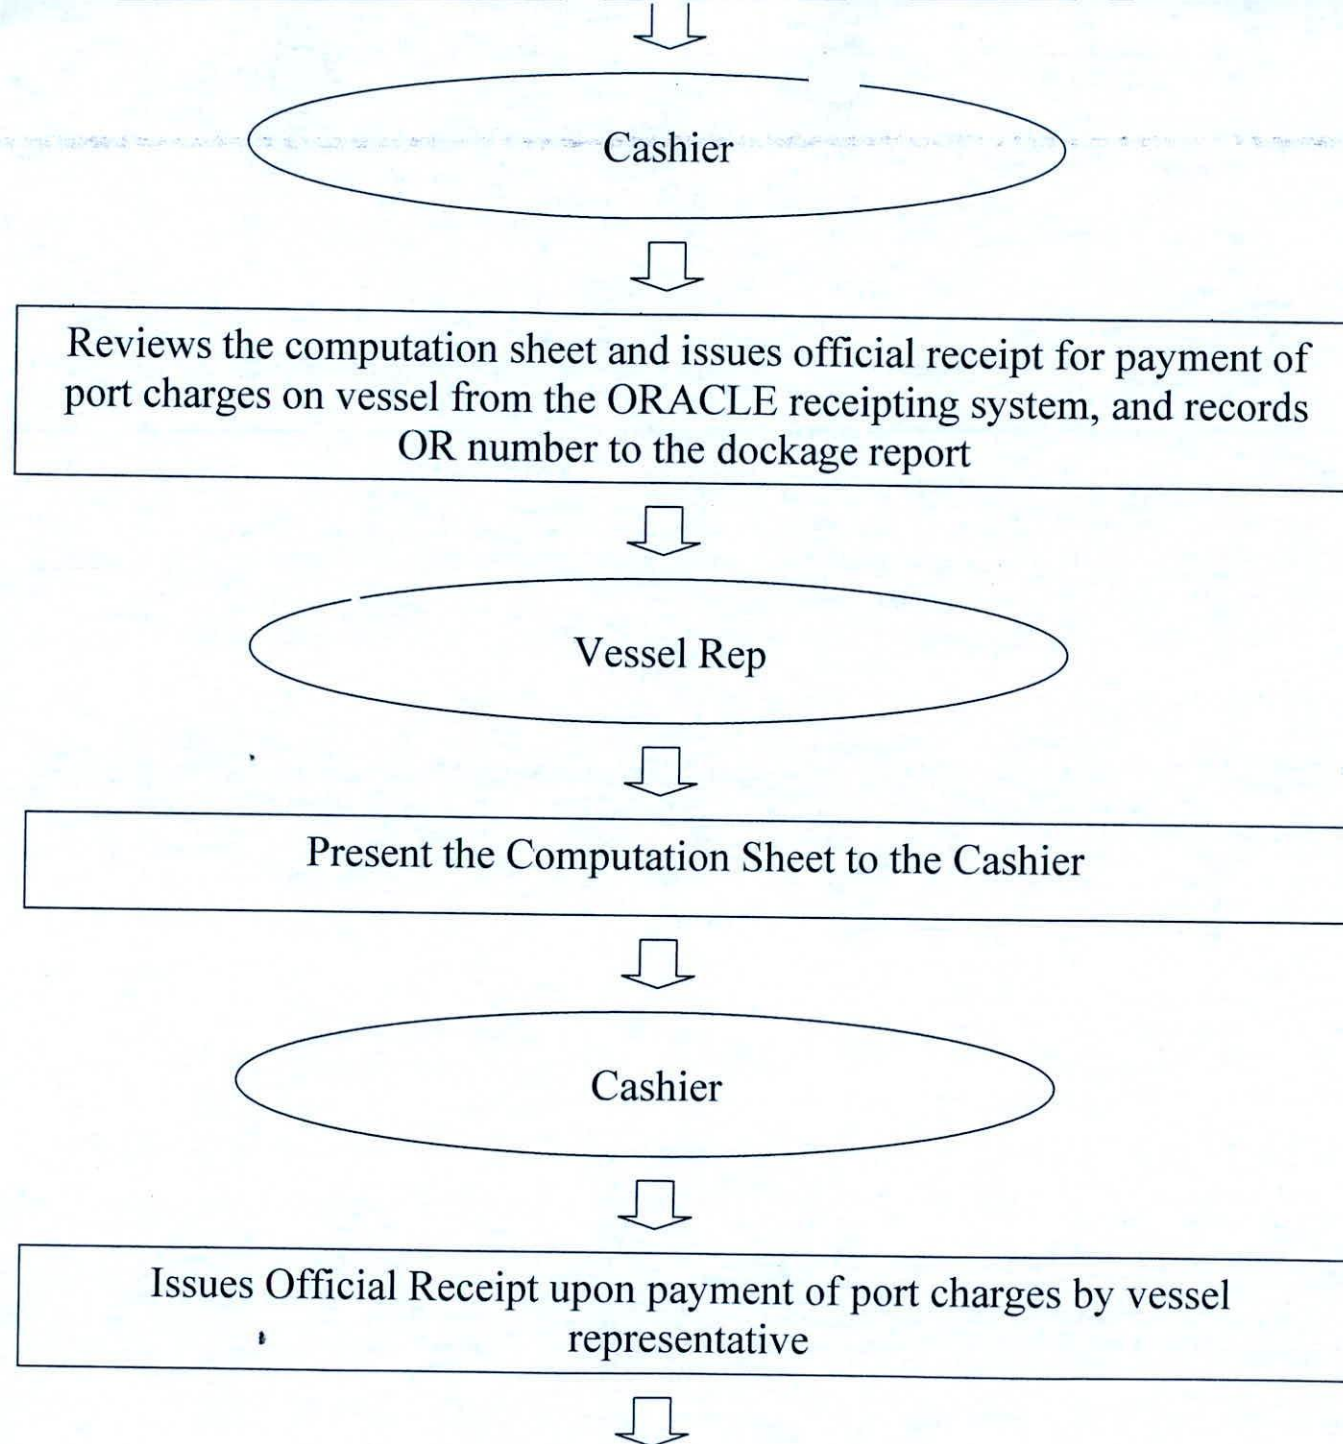 Cashier
Reviews the computation sheet and issues official receipt for payment of
port charges on vessel from the ORACLE receipting system, and records
OR number to the dockage report
Vessel Rep
Present the Computation Sheet to the Cashier
Cashier
Issues Official Receipt upon payment of port charges by vessel
representative